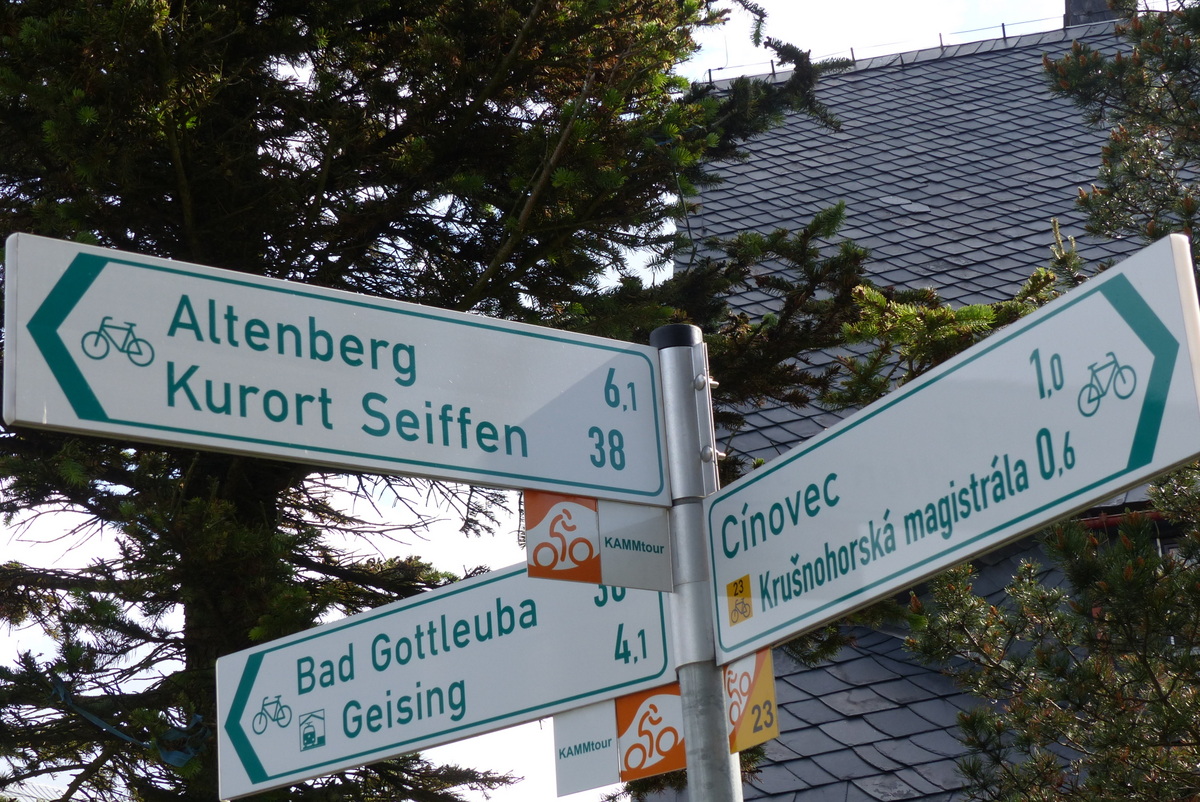 Altenberg 6,1
Kurort Seiffen 38
KAMMtour
Cínovec 1,0
23 Krušnohorská magistrála 0,6
Bad Gottleuba
Geising 4,1
KAMMtour
23